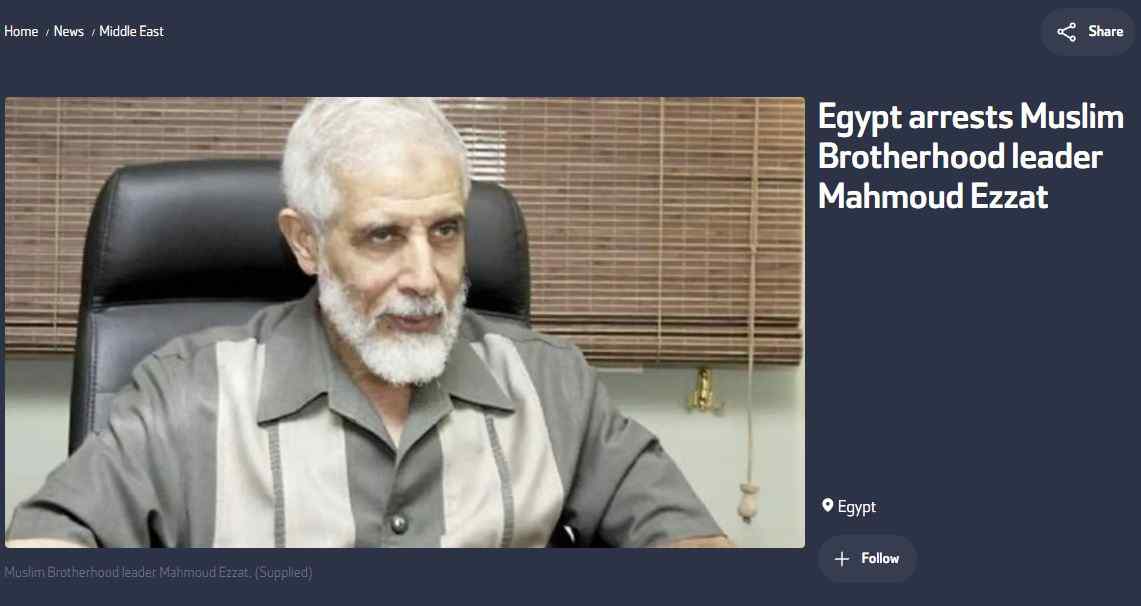 Home / News / Middle East
Share
Egypt arrests Muslim
Brotherhood leader
Mahmoud Ezzat
Egypt
Follow
Muslim Brotherhood leader Mahmoud Ezzat. (Supplied)